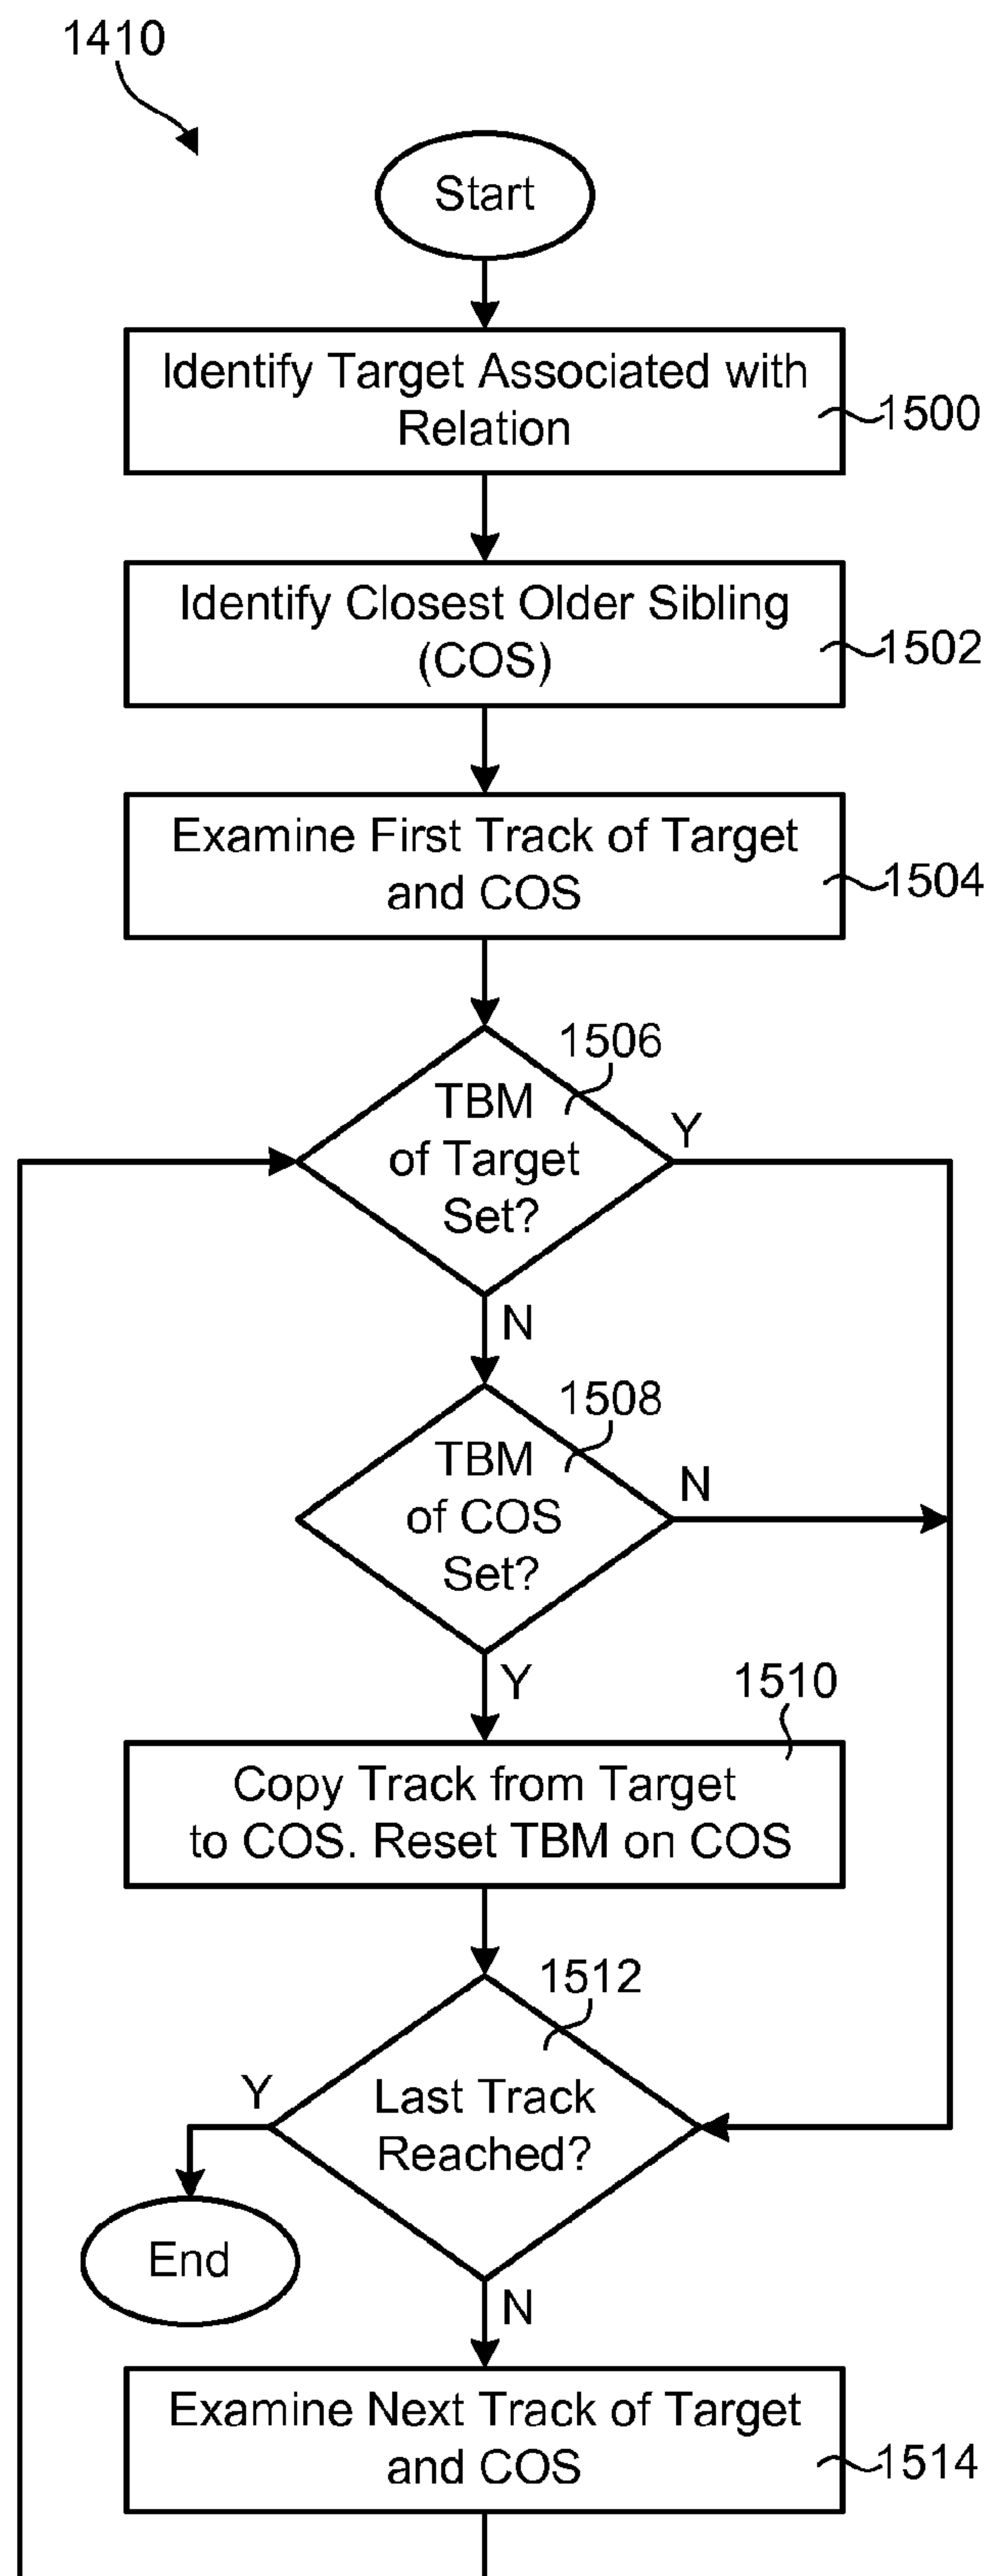 1410
Start
Identify Target Associated with
Relation
1500
Identify Closest Older Sibling
(COS)
1502
Examine First Track of Target
and COS
1504
1506
TBM
of Target
Set?
Y
N
1508
TBM
of COS
Set?
N
Y
1510
Copy Track from Target
to COS. Reset TBM on COS
1512
Last Track
Reached?
Y
End
N
Examine Next Track of Target
and COS
1514